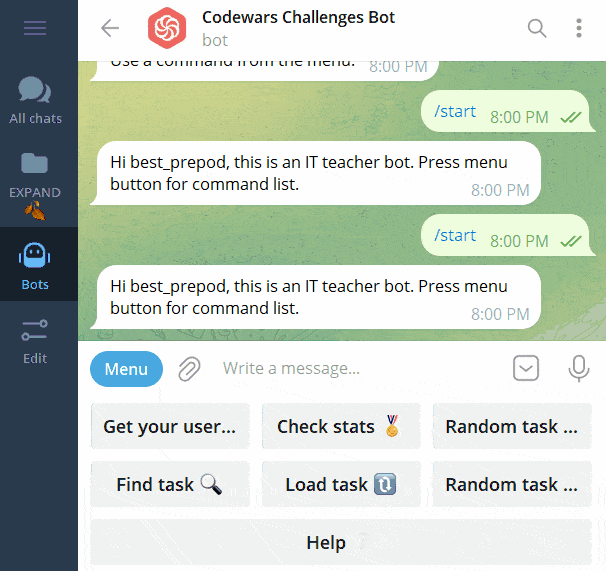 Codewars Challenges Bot
bot
All chats
EXPAND
Bots
Edit
Use a command from the menu. 8:00 PM
/start 8:00 PM
Hi best_prepod, this is an IT teacher bot. Press menu
button for command list.
8:00 PM
/start 8:00 PM
Hi best_prepod, this is an IT teacher bot. Press menu
button for command list.
8:00 PM
Menu
Write a message...
Get your user...
Check stats
Random task ...
Find task
Load task
Random task ...
Help